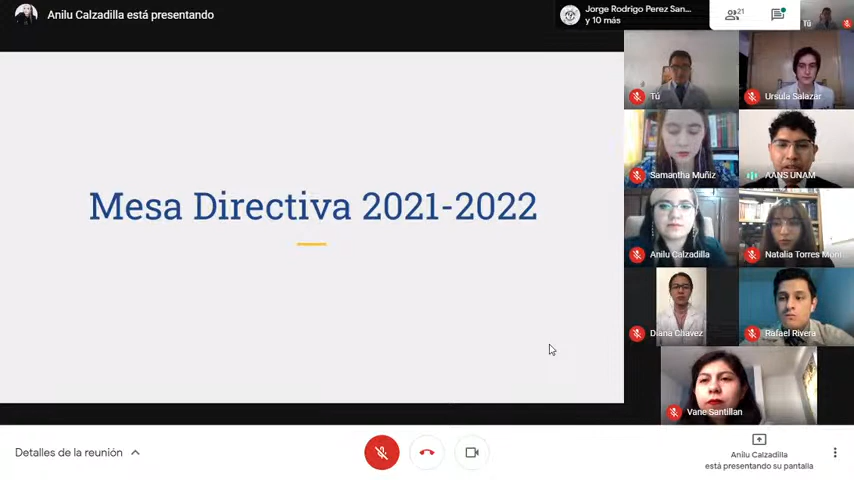 Anilu Calzadilla está presentando
Jorge Rodrigo Perez San...
y 10 más
21
Tú
Mesa Directiva 2021-2022
Tú
Ursula Salazar
Samantha Muñiz
AANS UNAM
Anilu Calzadilla
Natalia Torres Mont
Diana Chavez
Rafael Rivera
Vane Santillan
Detalles de la reunión
Anilu Calzadilla
está presentando su pantalla